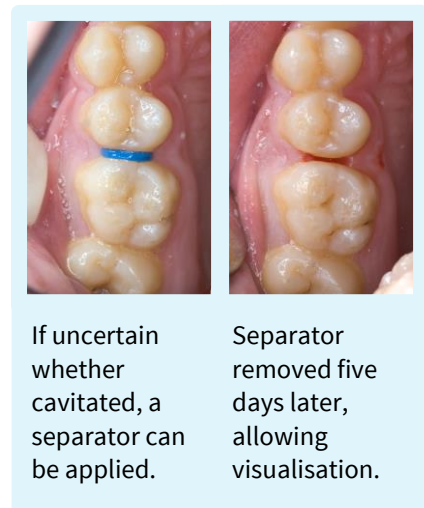 If uncertain
whether
cavitated, a
separator can
be applied.
Separator
removed five
days later,
allowing
visualisation.